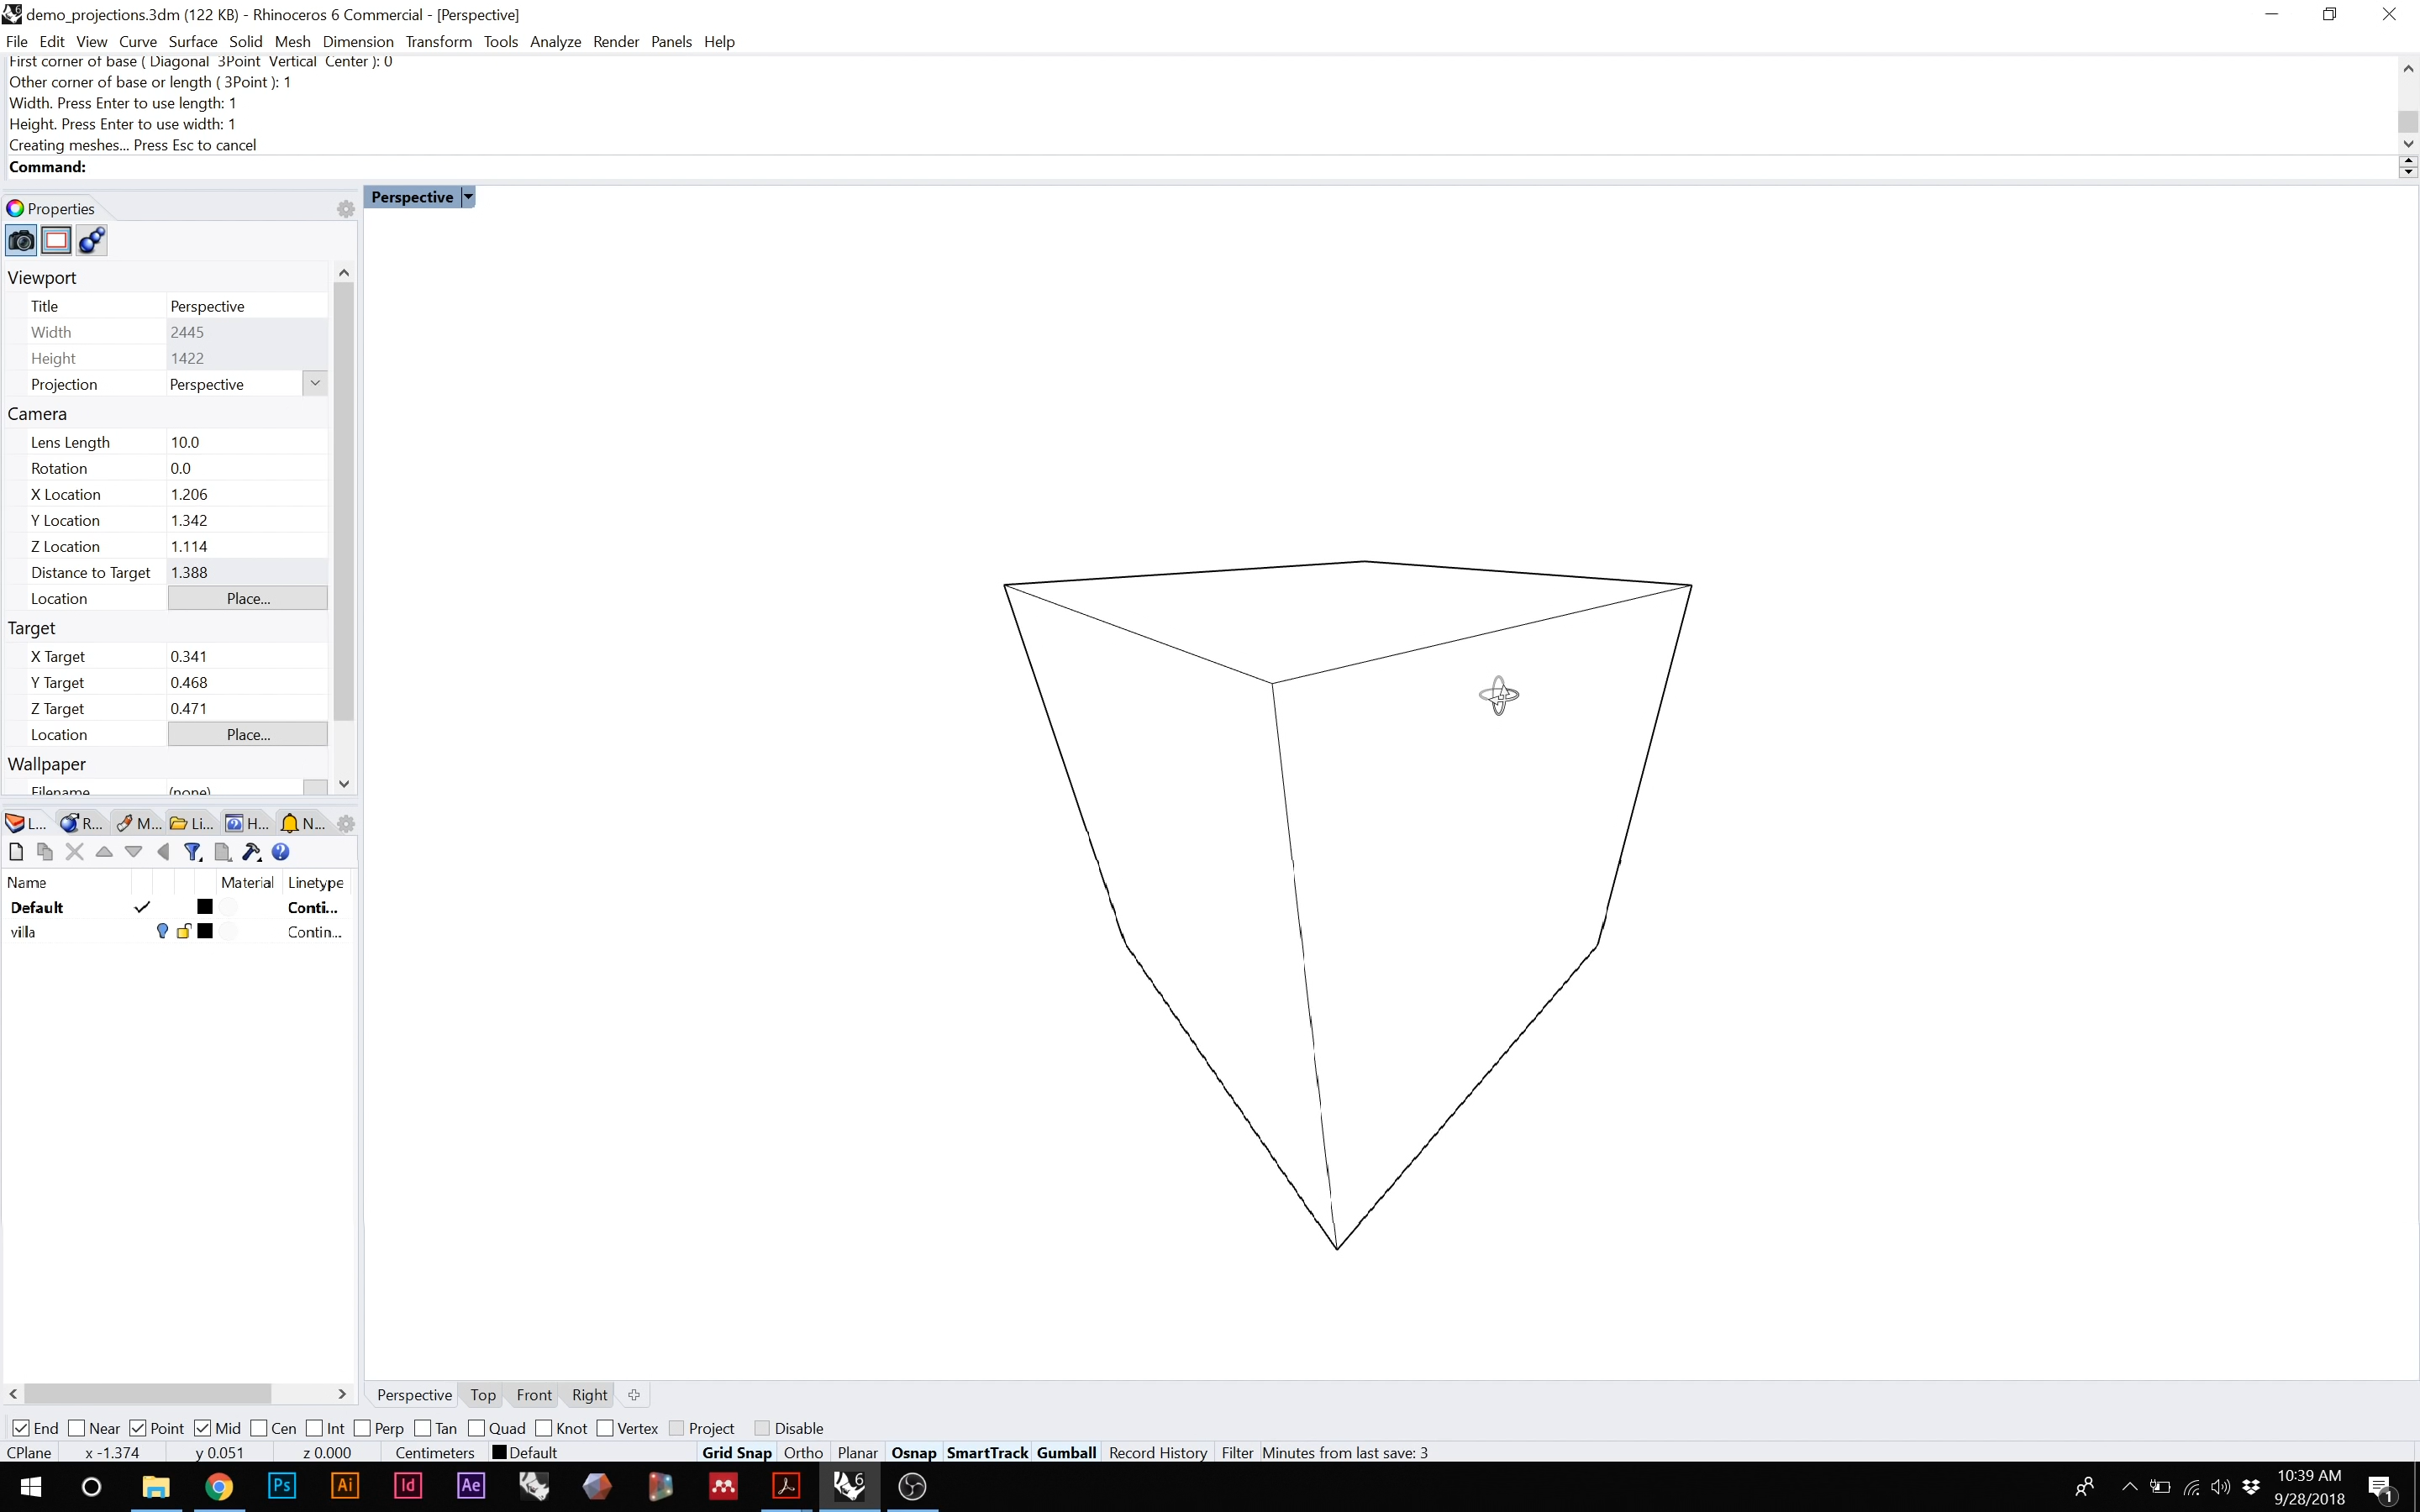 demo_projections.3dm (122 KB) - Rhinoceros 6 Commercial - [Perspective]
File Edit View Curve Surface Solid Mesh Dimension Transform Tools Analyze Render Panels Help
First corner of base ( Diagonal 3Point Vertical Center ): 0
Other corner of base or length ( 3Point ): 1
Width. Press Enter to use length: 1
Height. Press Enter to use width: 1
Creating meshes... Press Esc to cancel
Command:
Properties
Perspective
Viewport
Title Perspective
Width 2445
Height 1422
Projection Perspective
Camera
Lens Length 10.0
Rotation 0.0
X Location 1.206
Y Location 1.342
Z Location 1.114
Distance to Target 1.388
Location Place...
Target
X Target 0.341
Y Target 0.468
Z Target 0.471
Location Place...
Wallpaper
Filename (none)
L... R... M... Li... H... N...
Name Material Linetype
Default Conti...
villa Contin...
Perspective Top Front Right
End Near Point Mid Cen Int Perp Tan Quad Knot Vertex Project Disable
CPlane x -1.374 y 0.051 z 0.000 Centimeters Default Grid Snap Ortho Planar Osnap SmartTrack Gumball Record History Filter Minutes from last save: 3
Ps Ai Id Ae 6
10:39 AM
9/28/2018
1